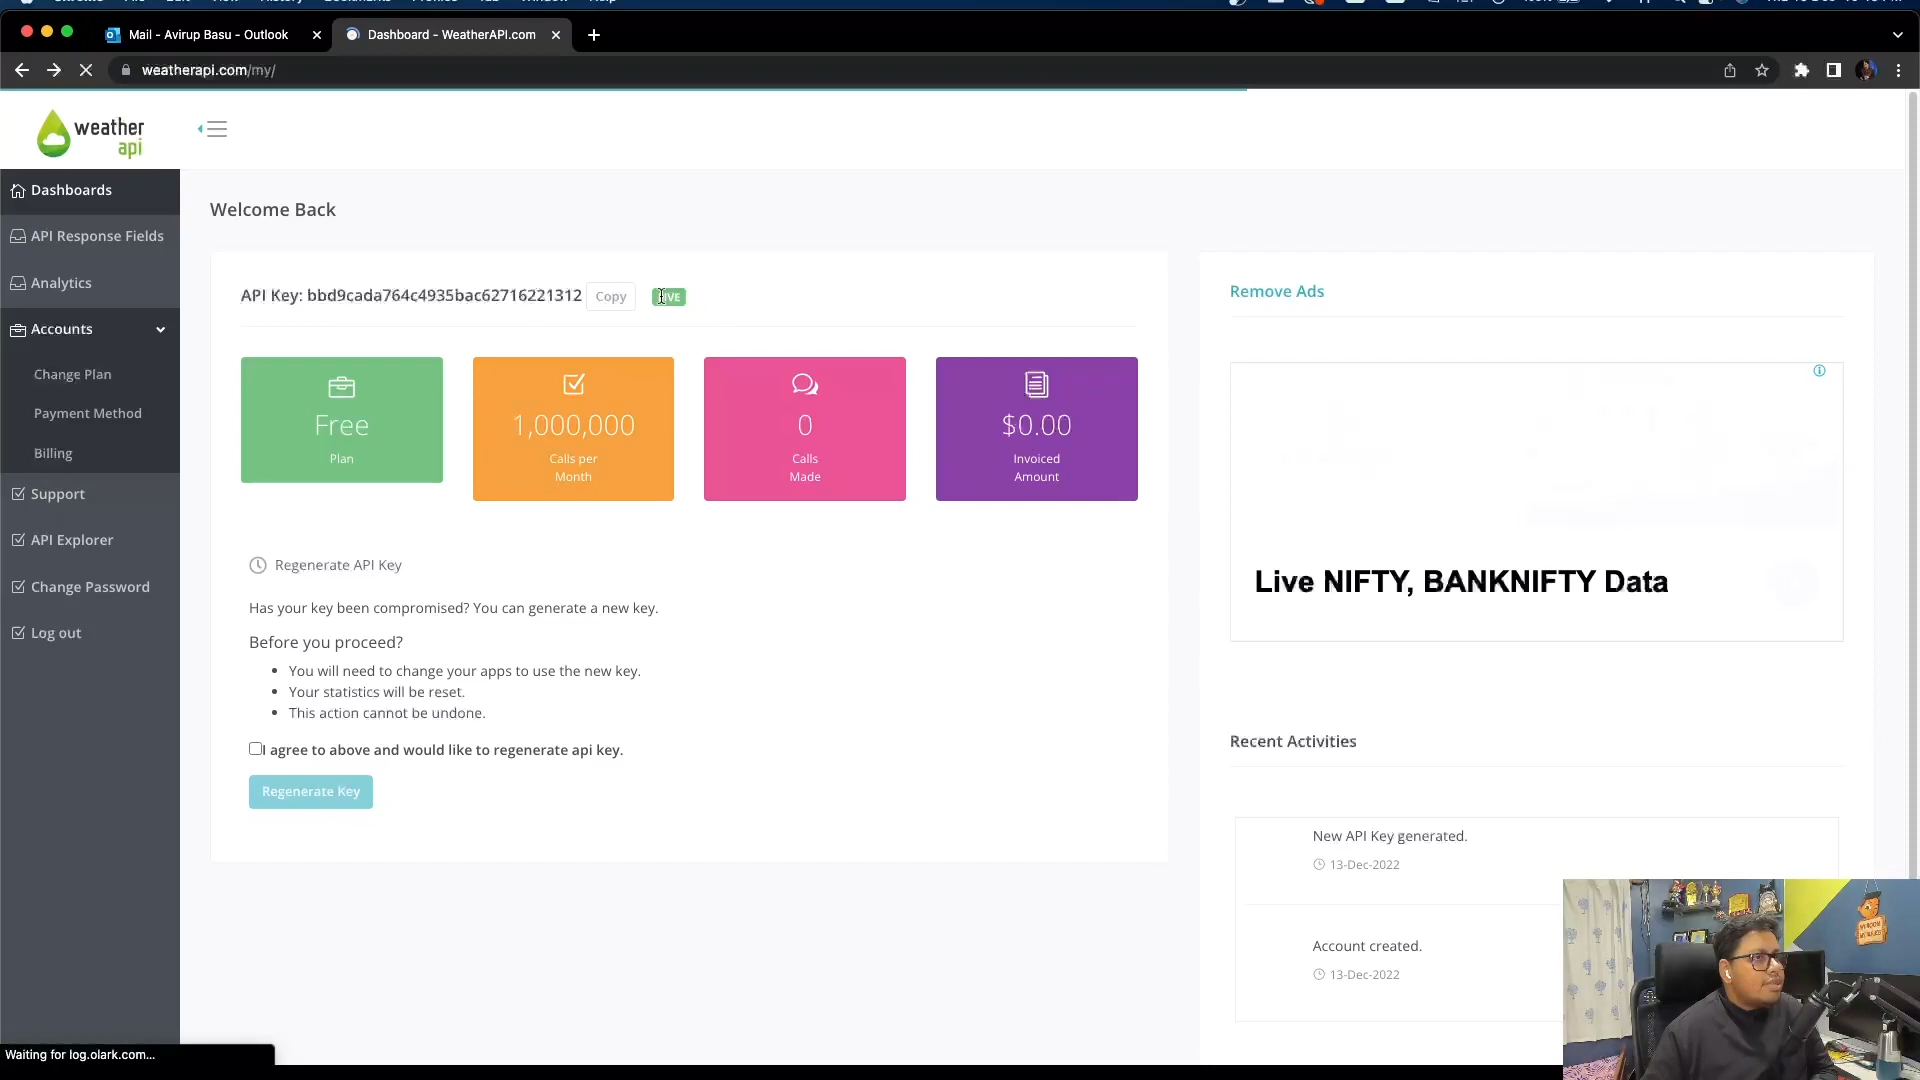 Mail - Avirup Basu - Outlook
Dashboard - WeatherAPI.com
weatherapi.com/my/
weather
api
Dashboards
API Response Fields
Analytics
Accounts
Change Plan
Payment Method
Billing
Support
API Explorer
Change Password
Log out
Welcome Back
API Key: bbd9cada764c4935bac62716221312 Copy
Free
Plan
1,000,000
Calls per
Month
0
Calls
Made
$0.00
Invoiced
Amount
Regenerate API Key
Has your key been compromised? You can generate a new key.
Before you proceed?
You will need to change your apps to use the new key.
Your statistics will be reset.
This action cannot be undone.
I agree to above and would like to regenerate api key.
Regenerate Key
Remove Ads
Live NIFTY, BANKNIFTY Data
Recent Activities
New API Key generated.
13-Dec-2022
Account created.
13-Dec-2022
Waiting for log.olark.com...